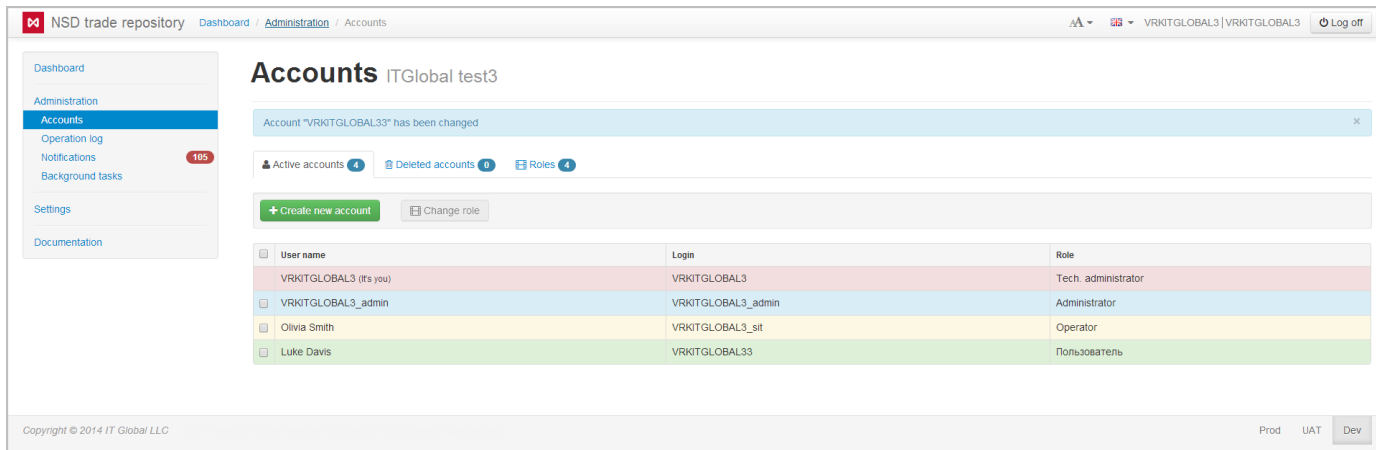 NSD trade repository Dashboard / Administration / Accounts AA VRKITGLOBAL3 | VRKITGLOBAL3 Log off
Dashboard
Administration
Accounts
Operation log
Notifications 105
Background tasks
Settings
Documentation
Accounts ITGlobal test3
Account "VRKITGLOBAL33" has been changed ×
Active accounts 4 Deleted accounts 0 Roles 4
+ Create new account Change role
User name Login Role
VRKITGLOBAL3 (It's you) VRKITGLOBAL3 Tech. administrator
VRKITGLOBAL3_admin VRKITGLOBAL3_admin Administrator
Olivia Smith VRKITGLOBAL3_sit Operator
Luke Davis VRKITGLOBAL33 Пользователь
Copyright © 2014 IT Global LLC Prod UAT Dev